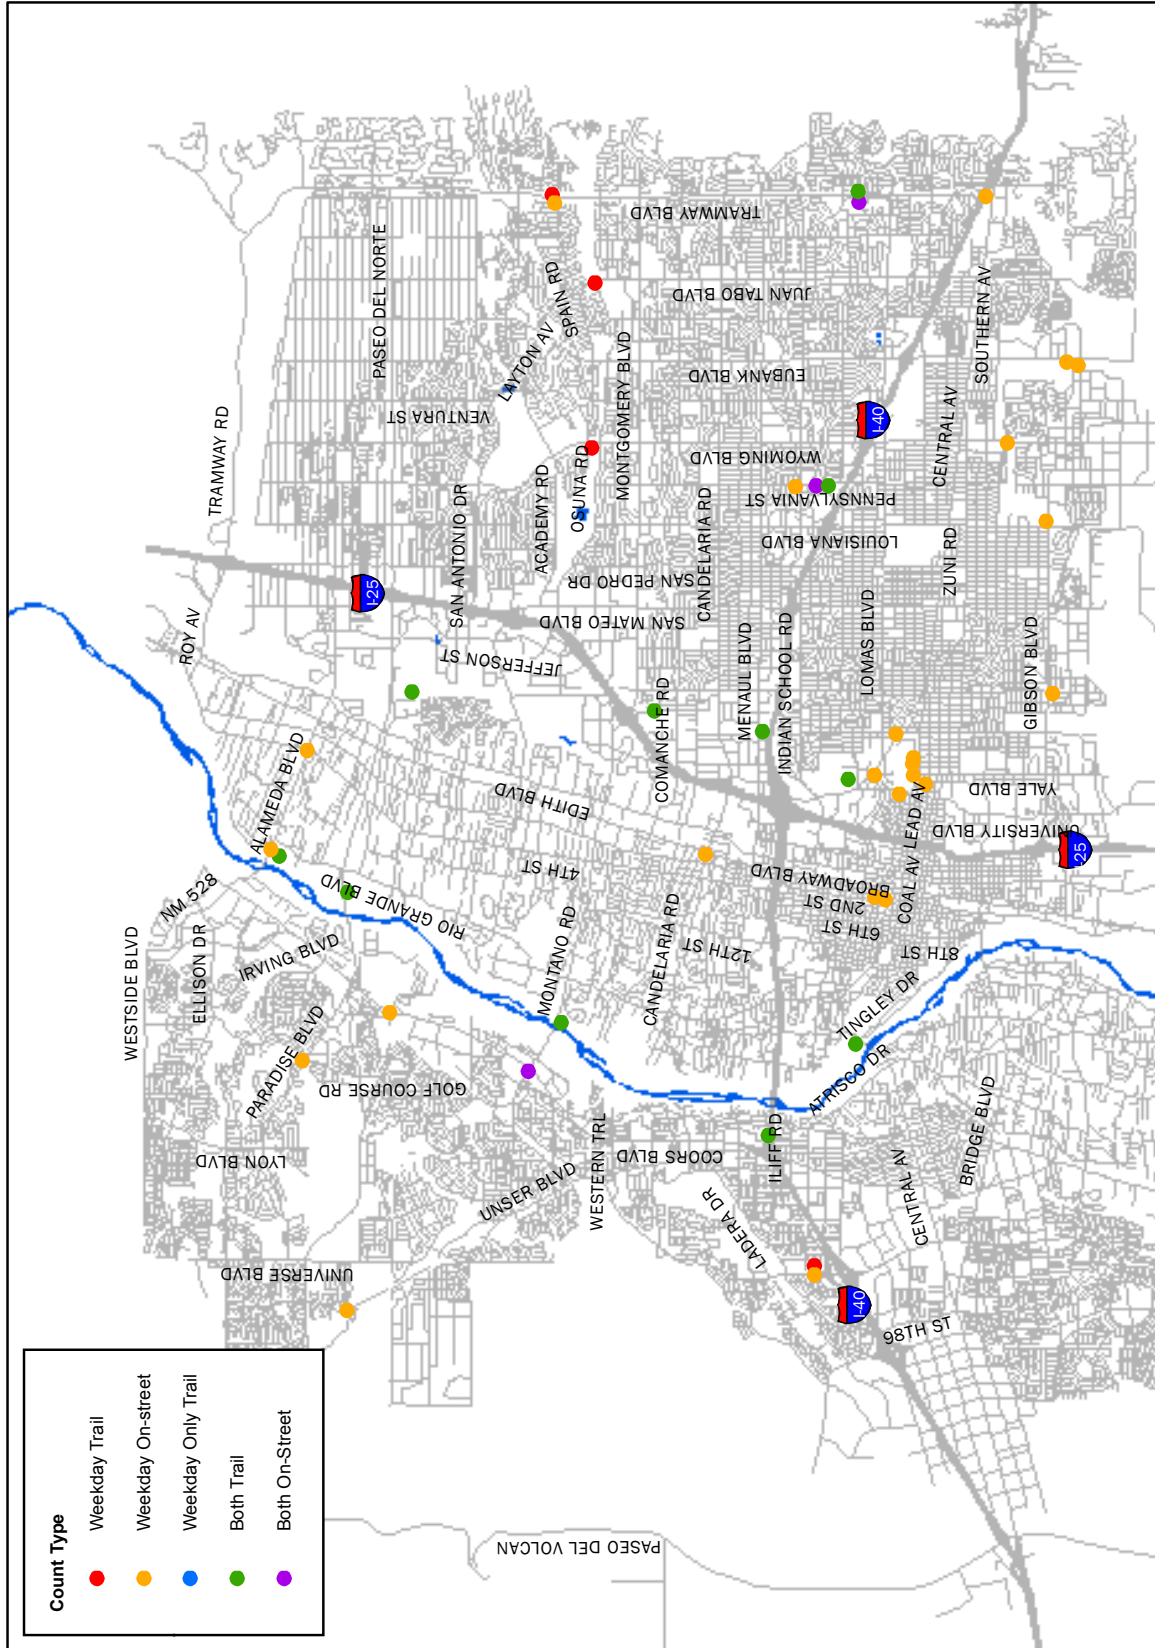 TRAMWAY BLVD
PASEO DEL NORTE
SPAIN RD
JUAN TABO BLVD
SOUTHERN AV
LAYTON AV
EUBANK BLVD
VENTURA ST
MONTGOMERY BLVD
I-40
CENTRAL AV
TRAMWAY RD
WYOMING BLVD
OSUNA RD
PENNSYLVANIA ST
ACADEMY RD
SAN ANTONIO DR
CANDELARIA RD
LOUISIANA BLVD
ZUNI RD
I-25
SAN PEDRO DR
SAN MATEO BLVD
ROY AV
JEFFERSON ST
LOMAS BLVD
INDIAN SCHOOL RD
MENAUL BLVD
COMANCHE RD
GIBSON BLVD
ALAMEDA BLVD
EDITH BLVD
YALE BLVD
LEAD AV
UNIVERSITY BLVD
I-25
4TH ST
BROADWAY BLVD
COAL AV
2ND ST
6TH ST
8TH ST
NM 528
RIO GRANDE BLVD
12TH ST
CANDELARIA RD
MONTANO RD
IRVING BLVD
ELLISON DR
WESTSIDE BLVD
TINGLEY DR
ATRISCO DR
PARADISE BLVD
GOLF COURSE RD
BRIDGE BLVD
LYON BLVD
COORS BLVD
ILIFF RD
WESTERN TRL
UNSER BLVD
LADERA DR
CENTRAL AV
UNIVERSE BLVD
I-40
98TH ST
PASEO DEL VOLCAN
Count Type
Weekday Trail
Weekday On-street
Weekday Only Trail
Both Trail
Both On-Street